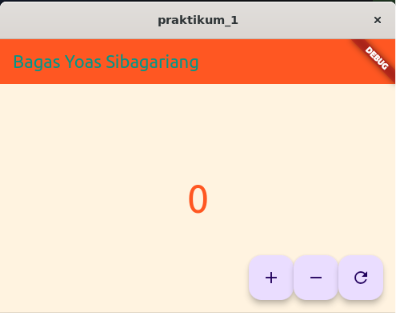 praktikum_1
Bagas Yoas Sibagariang
DEBUG
0